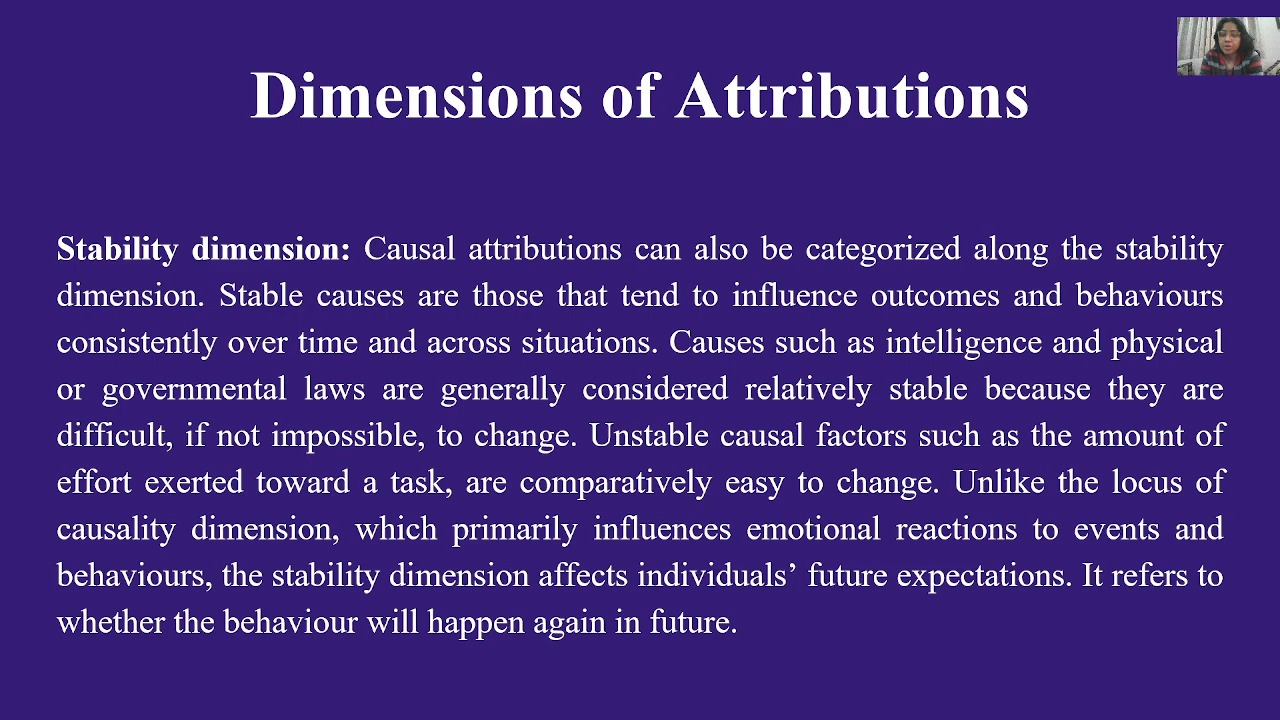 Dimensions of Attributions
Stability dimension: Causal attributions can also be categorized along the stability
dimension. Stable causes are those that tend to influence outcomes and behaviours
consistently over time and across situations. Causes such as intelligence and physical
or governmental laws are generally considered relatively stable because they are
difficult, if not impossible, to change. Unstable causal factors such as the amount of
effort exerted toward a task, are comparatively easy to change. Unlike the locus of
causality dimension, which primarily influences emotional reactions to events and
behaviours, the stability dimension affects individuals’ future expectations. It refers to
whether the behaviour will happen again in future.